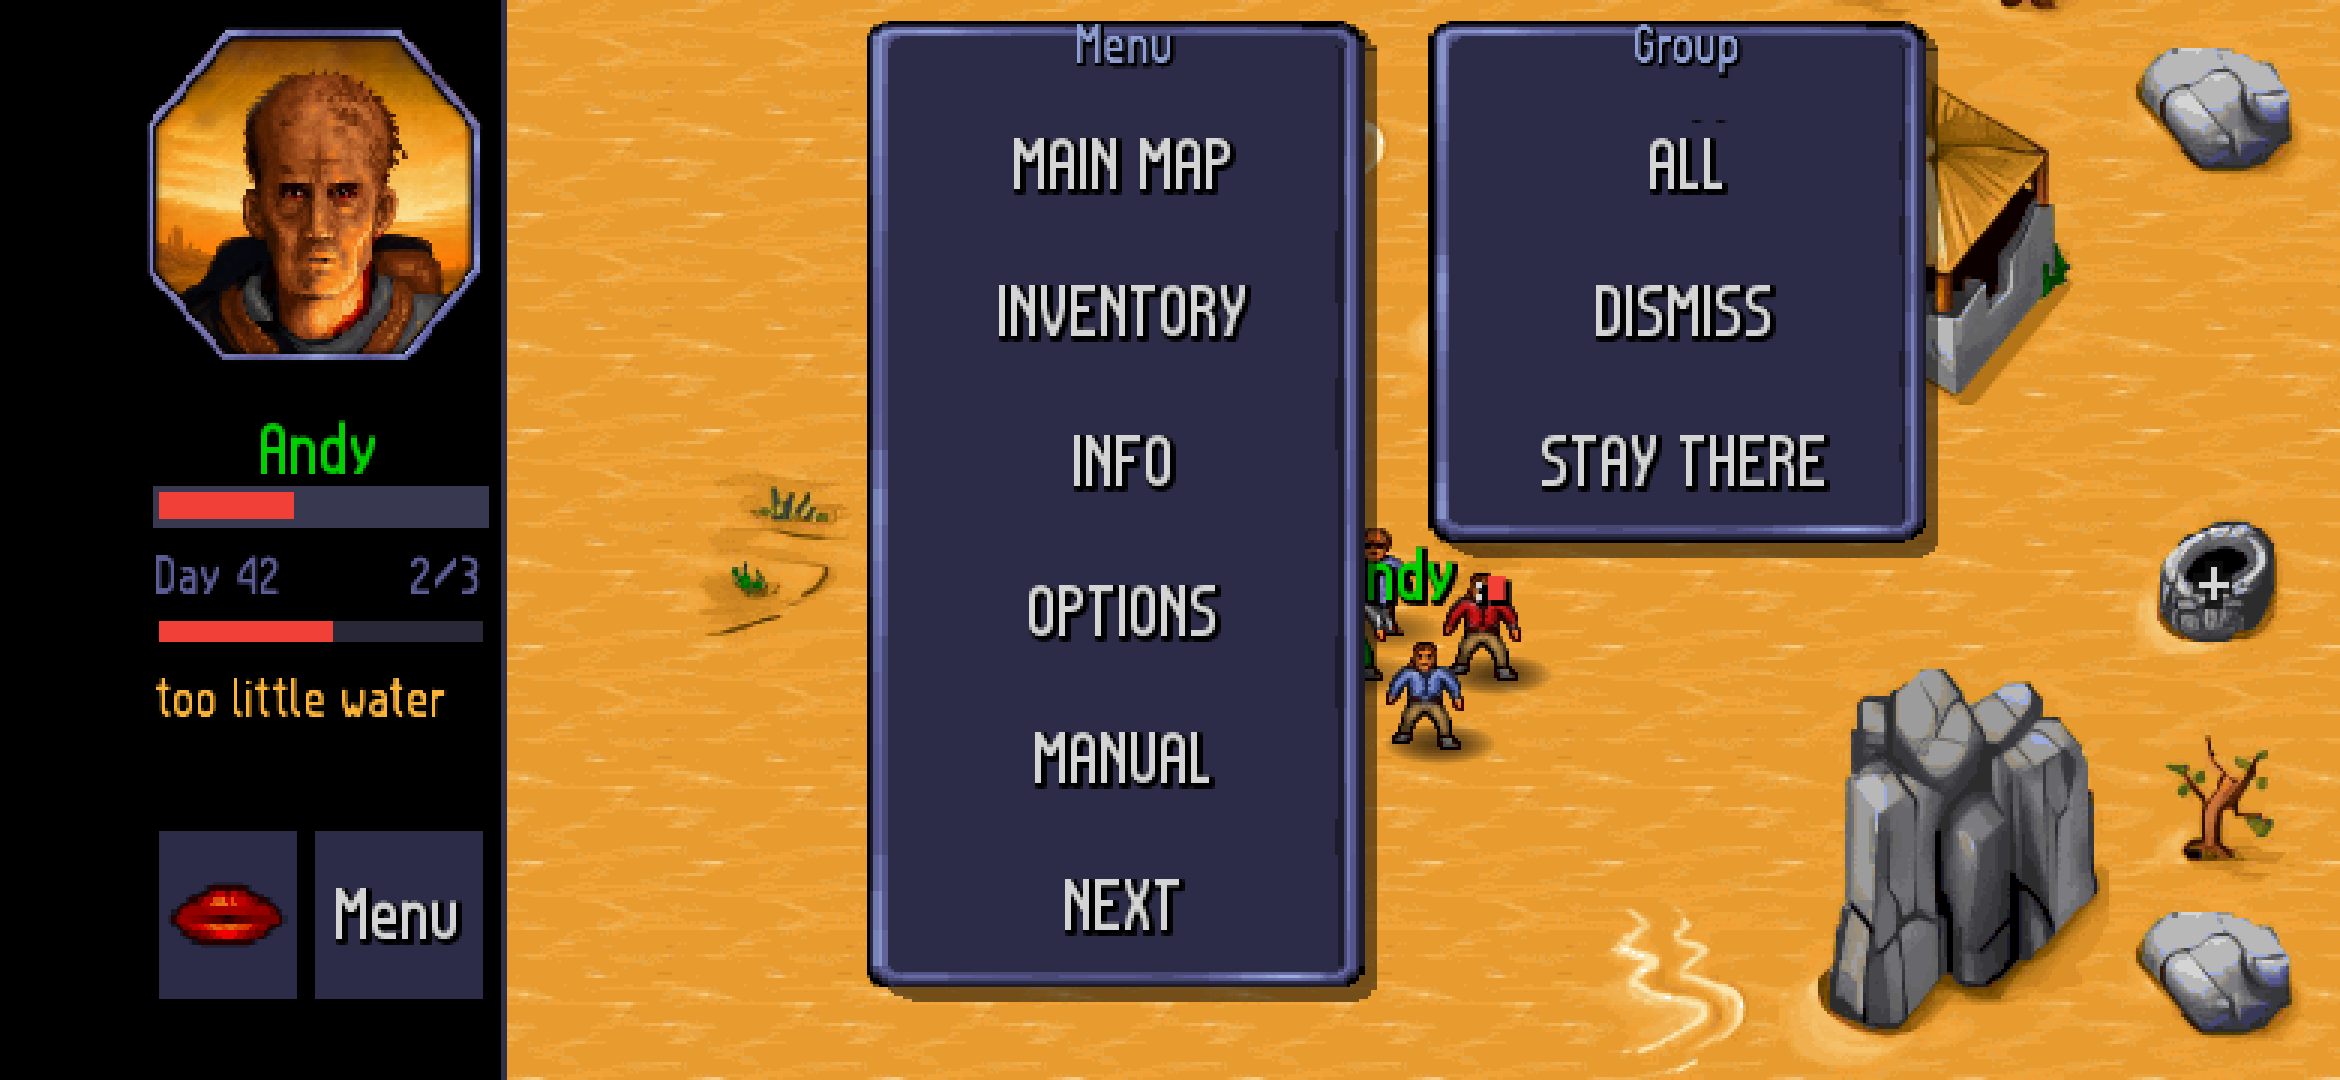 Andy
Day 42 2/3
too little water
Menu
Menu
MAIN MAP
INVENTORY
INFO
OPTIONS
MANUAL
NEXT
Group
ALL
DISMISS
STAY THERE
ndy